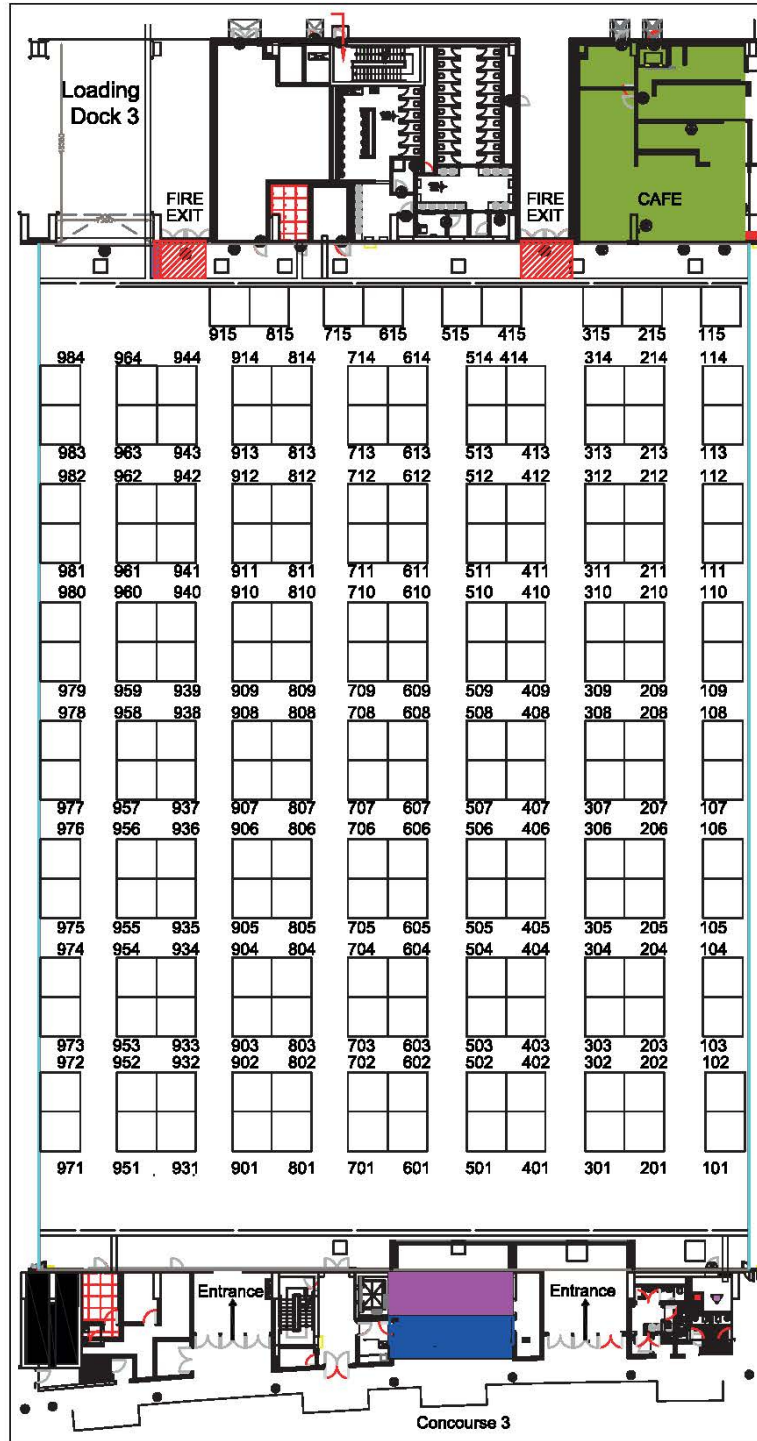 Loading
Dock 3
FIRE
EXIT
FIRE
EXIT
CAFE
915 815 715 615 515 415 315 215 115
984 964 944 914 814 714 614 514 414 314 214 114
983 963 943 913 813 713 613 513 413 313 213 113
982 962 942 912 812 712 612 512 412 312 212 112
981 961 941 911 811 711 611 511 411 311 211 111
980 960 940 910 810 710 610 510 410 310 210 110
979 959 939 909 809 709 609 509 409 309 209 109
978 958 938 908 808 708 608 508 408 308 208 108
977 957 937 907 807 707 607 507 407 307 207 107
976 956 936 906 806 706 606 506 406 306 206 106
975 955 935 905 805 705 605 505 405 305 205 105
974 954 934 904 804 704 604 504 404 304 204 104
973 953 933 903 803 703 603 503 403 303 203 103
972 952 932 902 802 702 602 502 402 302 202 102
971 951 931 901 801 701 601 501 401 301 201 101
Entrance Entrance
Concourse 3